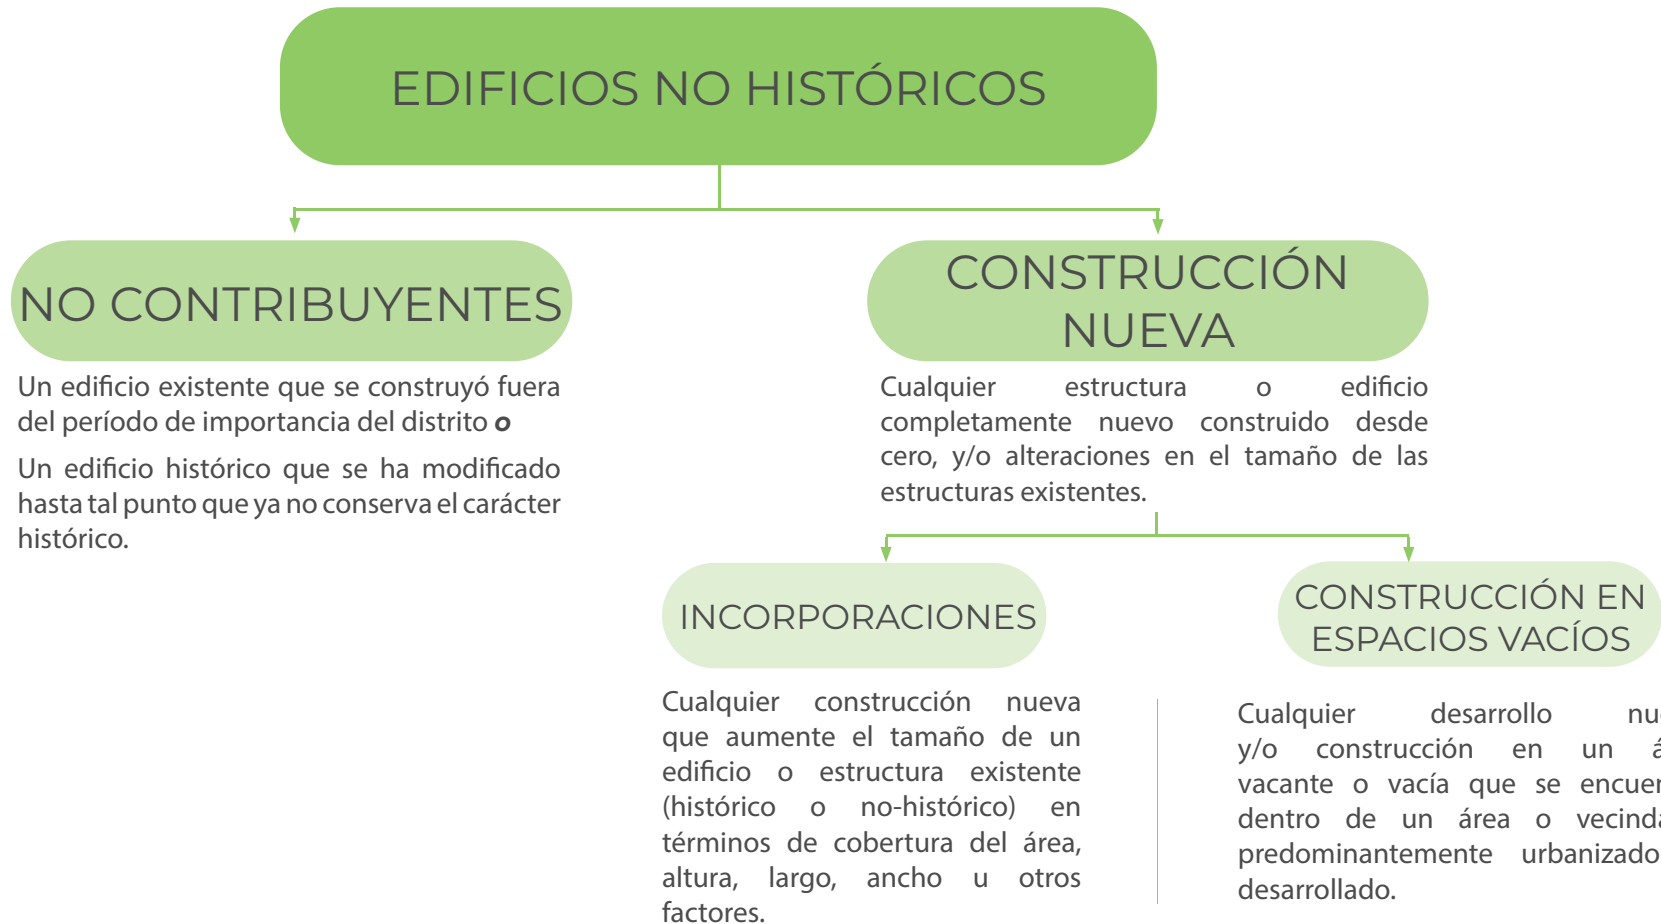 EDIFICIOS NO HISTÓRICOS
NO CONTRIBUYENTES
Un edificio existente que se construyó fuera
del período de importancia del distrito o
Un edificio histórico que se ha modificado
hasta tal punto que ya no conserva el carácter
histórico.
CONSTRUCCIÓN
NUEVA
Cualquier estructura o edificio
completamente nuevo construido desde
cero, y/o alteraciones en el tamaño de las
estructuras existentes.
INCORPORACIONES
Cualquier construcción nueva
que aumente el tamaño de un
edificio o estructura existente
(histórico o no-histórico) en
términos de cobertura del área,
altura, largo, ancho u otros
factores.
CONSTRUCCIÓN EN
ESPACIOS VACÍOS
Cualquier desarrollo
y/o construcción en un
vacante o vacía que se
dentro de un área o
predominantemente urbanizado
desarrollado.